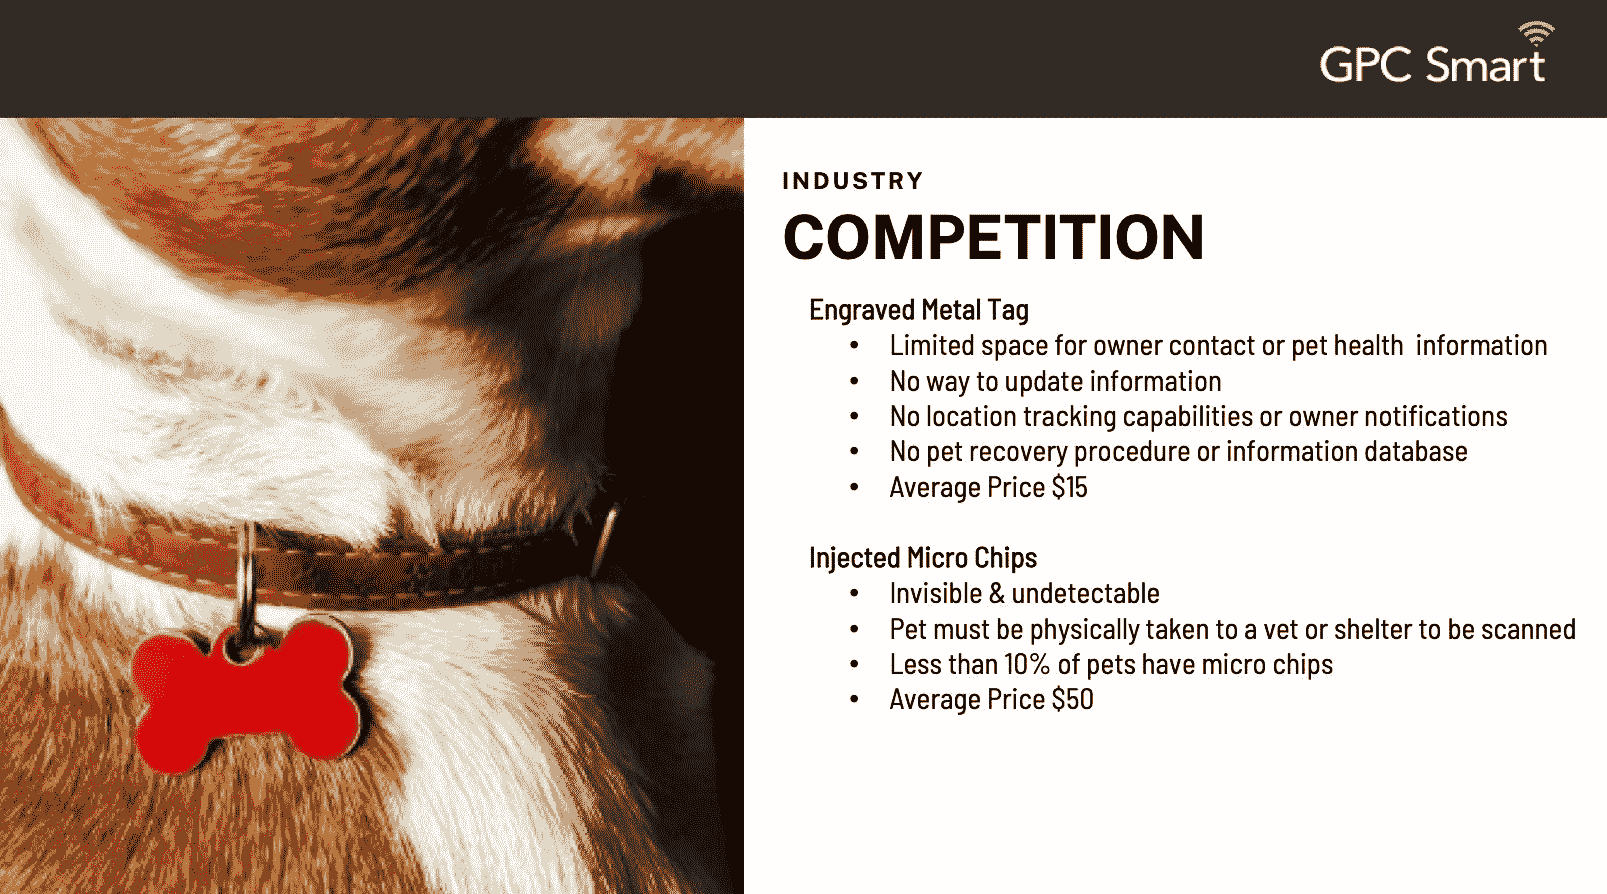 GPC Smart
INDUSTRY
COMPETITION
Engraved Metal Tag
• Limited space for owner contact or pet health  information
• No way to update information
• No location tracking capabilities or owner notifications
• No pet recovery procedure or information database
• Average Price $15
Injected Micro Chips
• Invisible & undetectable
• Pet must be physically taken to a vet or shelter to be scanned
• Less than 10% of pets have micro chips
• Average Price $50